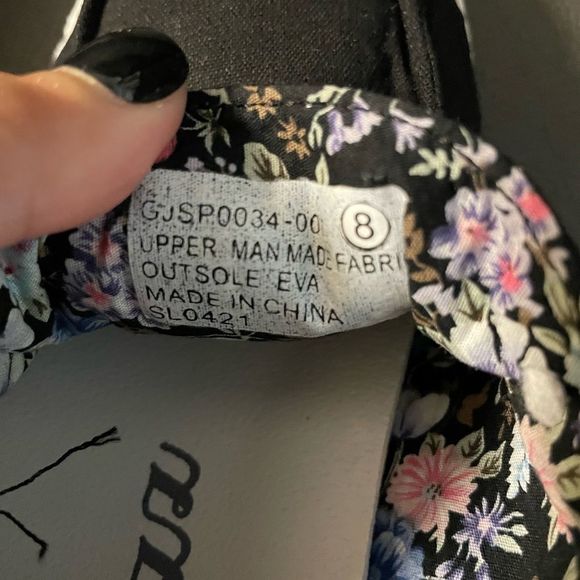 GJSP0034-00 8
UPPER MAN MADE FABRI
OUTSOLE EVA
MADE IN CHINA
SL0421